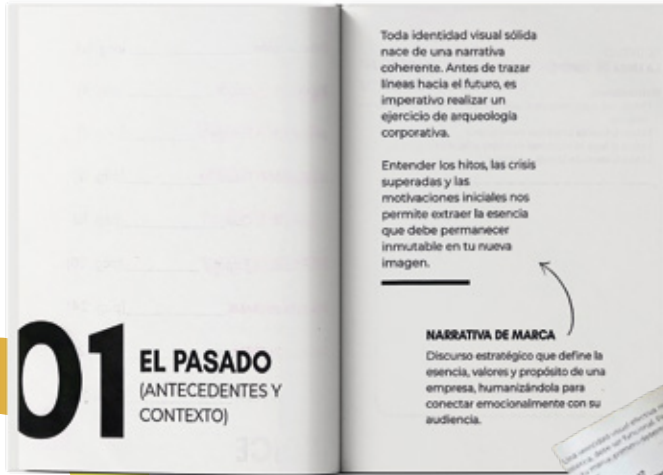 01
EL PASADO
(ANTECEDENTES Y
CONTEXTO)
Toda identidad visual sólida
nace de una narrativa
coherente. Antes de trazar
líneas hacia el futuro, es
imperativo realizar un
ejercicio de arqueología
corporativa.
Entender los hitos, las crisis
superadas y las
motivaciones iniciales nos
permite extraer la esencia
que debe permanecer
inmutable en tu nueva
imagen.
NARRATIVA DE MARCA
Discurso estratégico que define la
esencia, valores y propósito de una
empresa, humanizándola para
conectar emocionalmente con su
audiencia.